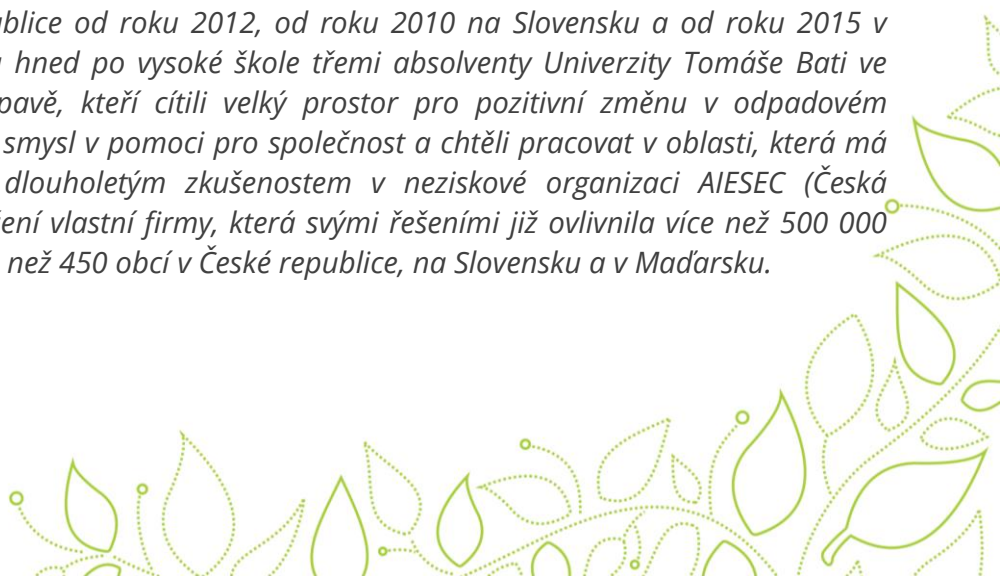 blice od roku 2012, od roku 2010 na Slovensku a od roku 2015 v
hned po vysoké škole třemi absolventy Univerzity Tomáše Bati ve
pavě, kteří cítili velký prostor pro pozitivní změnu v odpadovém
smysl v pomoci pro společnost a chtěli pracovat v oblasti, která má
dlouholetým zkušenostem v neziskové organizaci AIESEC (Česká
ení vlastní firmy, která svými řešeními již ovlivnila více než 500 000
než 450 obcí v České republice, na Slovensku a v Maďarsku.